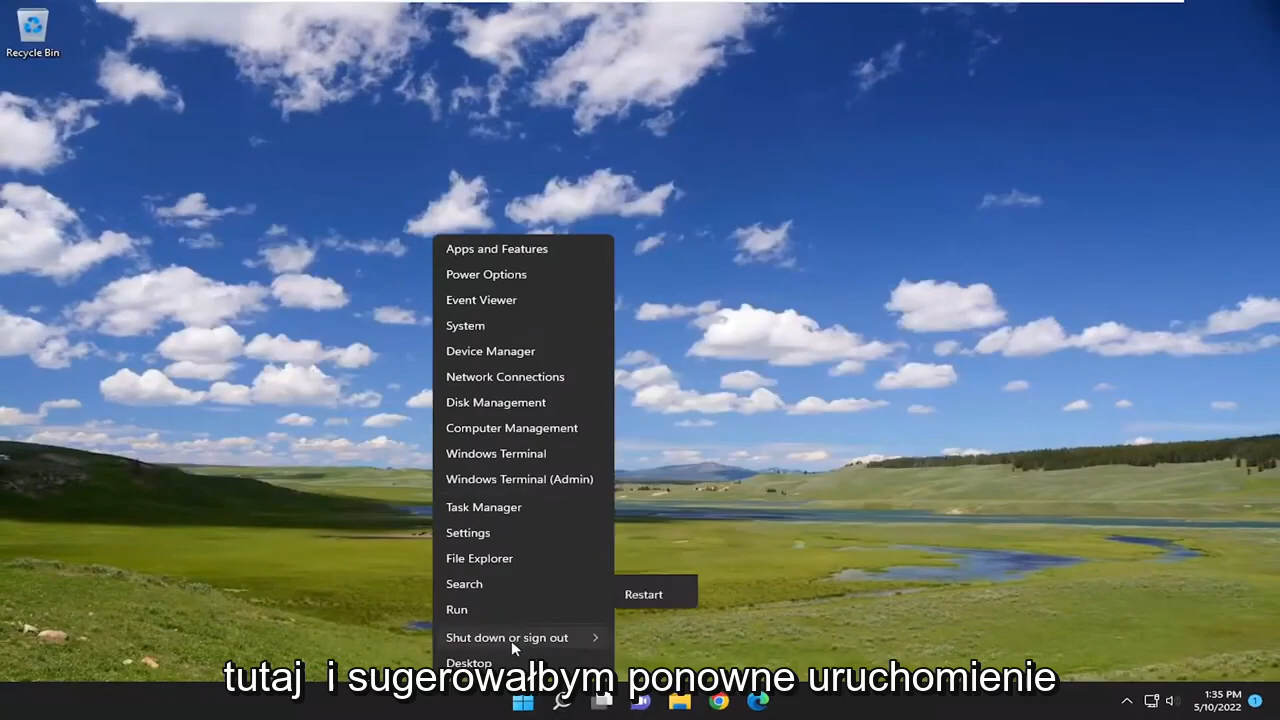 Recycle Bin
Apps and Features
Power Options
Event Viewer
System
Device Manager
Network Connections
Disk Management
Computer Management
Windows Terminal
Windows Terminal (Admin)
Task Manager
Settings
File Explorer
Search
Run
Restart
Shut down or sign out
Desktop
tutaj i sugerowałbym ponowne uruchomienie
1:35 PM
5/10/2022
1